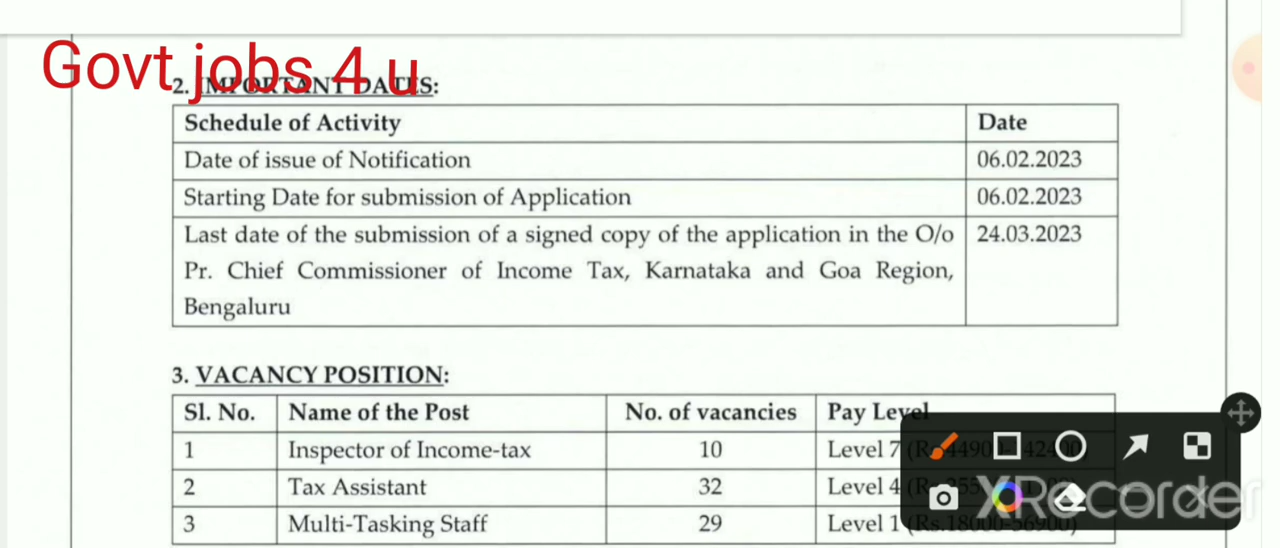 Govt jobs 4 u
2. IMPORTANT DATES:
Schedule of Activity Date
Date of issue of Notification 06.02.2023
Starting Date for submission of Application 06.02.2023
Last date of the submission of a signed copy of the application in the O/o 24.03.2023
Pr. Chief Commissioner of Income Tax, Karnataka and Goa Region,
Bengaluru
3. VACANCY POSITION:
Sl. No. Name of the Post No. of vacancies Pay Level
1 Inspector of Income-tax 10 Level 7
2 Tax Assistant 32 Level 4
3 Multi-Tasking Staff 29 Level 1 (Rs.18000-56900)
XRecorder